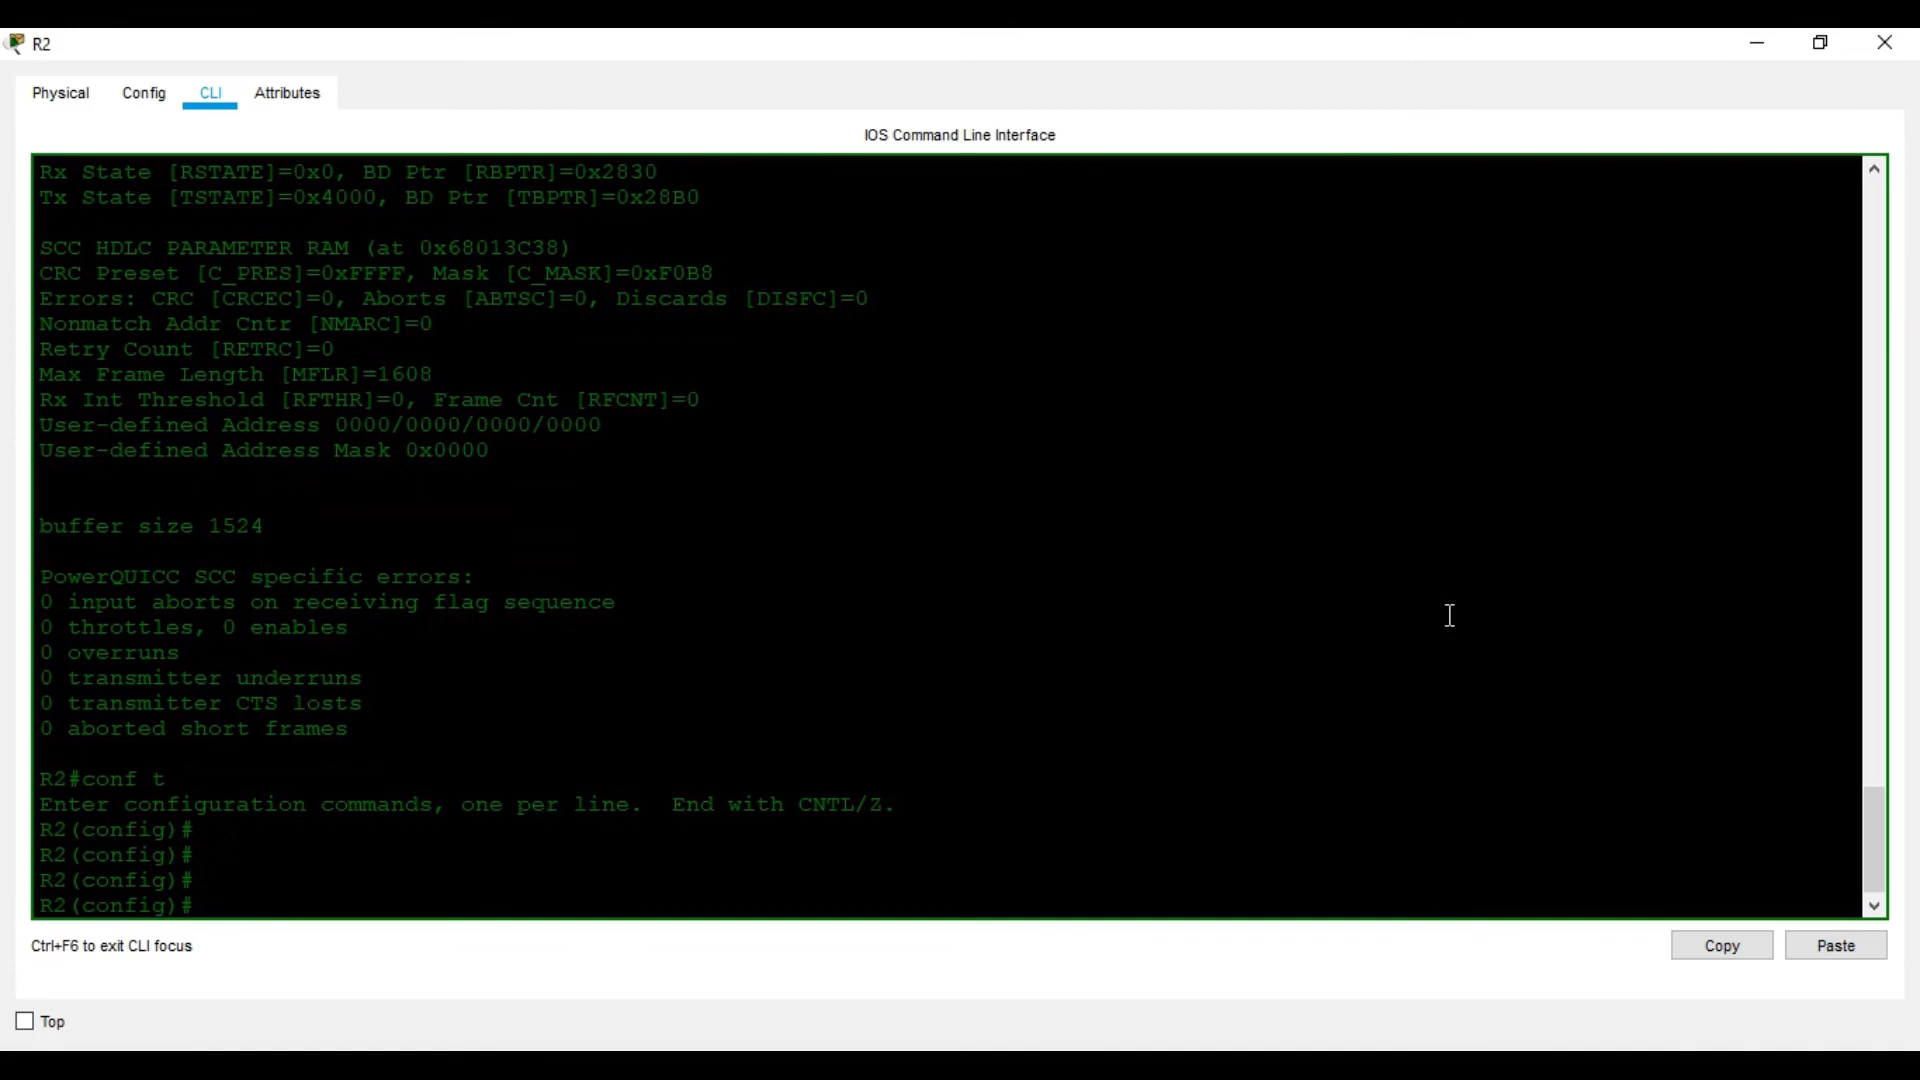 R2
Physical Config CLI Attributes
IOS Command Line Interface
Rx State [RSTATE]=0x0, BD Ptr [RBPTR]=0x2830
Tx State [TSTATE]=0x4000, BD Ptr [TBPTR]=0x28B0
SCC HDLC PARAMETER RAM (at 0x68013C38)
CRC Preset [C_PRES]=0xFFFF, Mask [C_MASK]=0xF0B8
Errors: CRC [CRCEC]=0, Aborts [ABTSC]=0, Discards [DISFC]=0
Nonmatch Addr Cntr [NMARC]=0
Retry Count [RETRC]=0
Max Frame Length [MFLR]=1608
Rx Int Threshold [RFTHR]=0, Frame Cnt [RFCNT]=0
User-defined Address 0000/0000/0000/0000
User-defined Address Mask 0x0000
buffer size 1524
PowerQUICC SCC specific errors:
0 input aborts on receiving flag sequence
0 throttles, 0 enables
0 overruns
0 transmitter underruns
0 transmitter CTS losts
0 aborted short frames
R2#conf t
Enter configuration commands, one per line.  End with CNTL/Z.
R2(config)#
R2(config)#
R2(config)#
R2(config)#
Ctrl+F6 to exit CLI focus
Copy Paste
Top